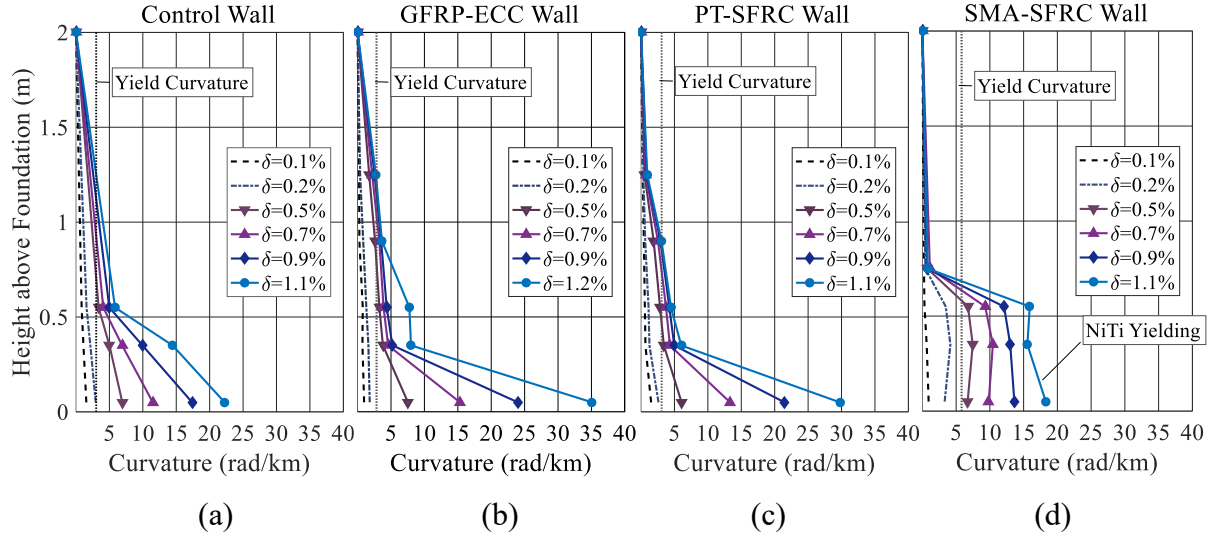 Control Wall
GFRP-ECC Wall
PT-SFRC Wall
SMA-SFRC Wall
Height above Foundation (m)
2
1.5
1
0.5
0
Yield Curvature
δ=0.1%
δ=0.2%
δ=0.5%
δ=0.7%
δ=0.9%
δ=1.1%
5 10 15 20 25 30 35 40
Curvature (rad/km)
(a)
Yield Curvature
δ=0.1%
δ=0.2%
δ=0.5%
δ=0.7%
δ=0.9%
δ=1.2%
5 10 15 20 25 30 35 40
Curvature (rad/km)
(b)
Yield Curvature
δ=0.1%
δ=0.2%
δ=0.5%
δ=0.7%
δ=0.9%
δ=1.1%
5 10 15 20 25 30 35 40
Curvature (rad/km)
(c)
Yield Curvature
δ=0.1%
δ=0.2%
δ=0.5%
δ=0.7%
δ=0.9%
δ=1.1%
NiTi Yielding
5 10 15 20 25 30 35 40
Curvature (rad/km)
(d)